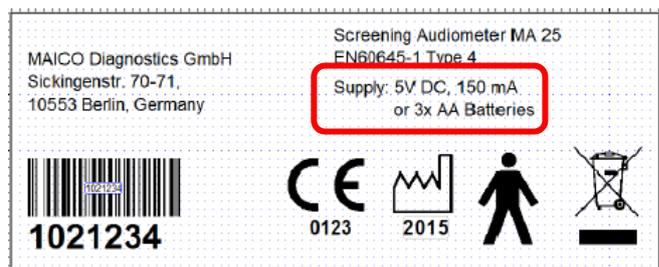 MAICO Diagnostics GmbH
Sickingenstr. 70-71,
10553 Berlin, Germany
Screening Audiometer MA 25
EN60645-1 Type 4
Supply: 5V DC, 150 mA
or 3x AA Batteries
1021234
1021234
CE
0123
2015